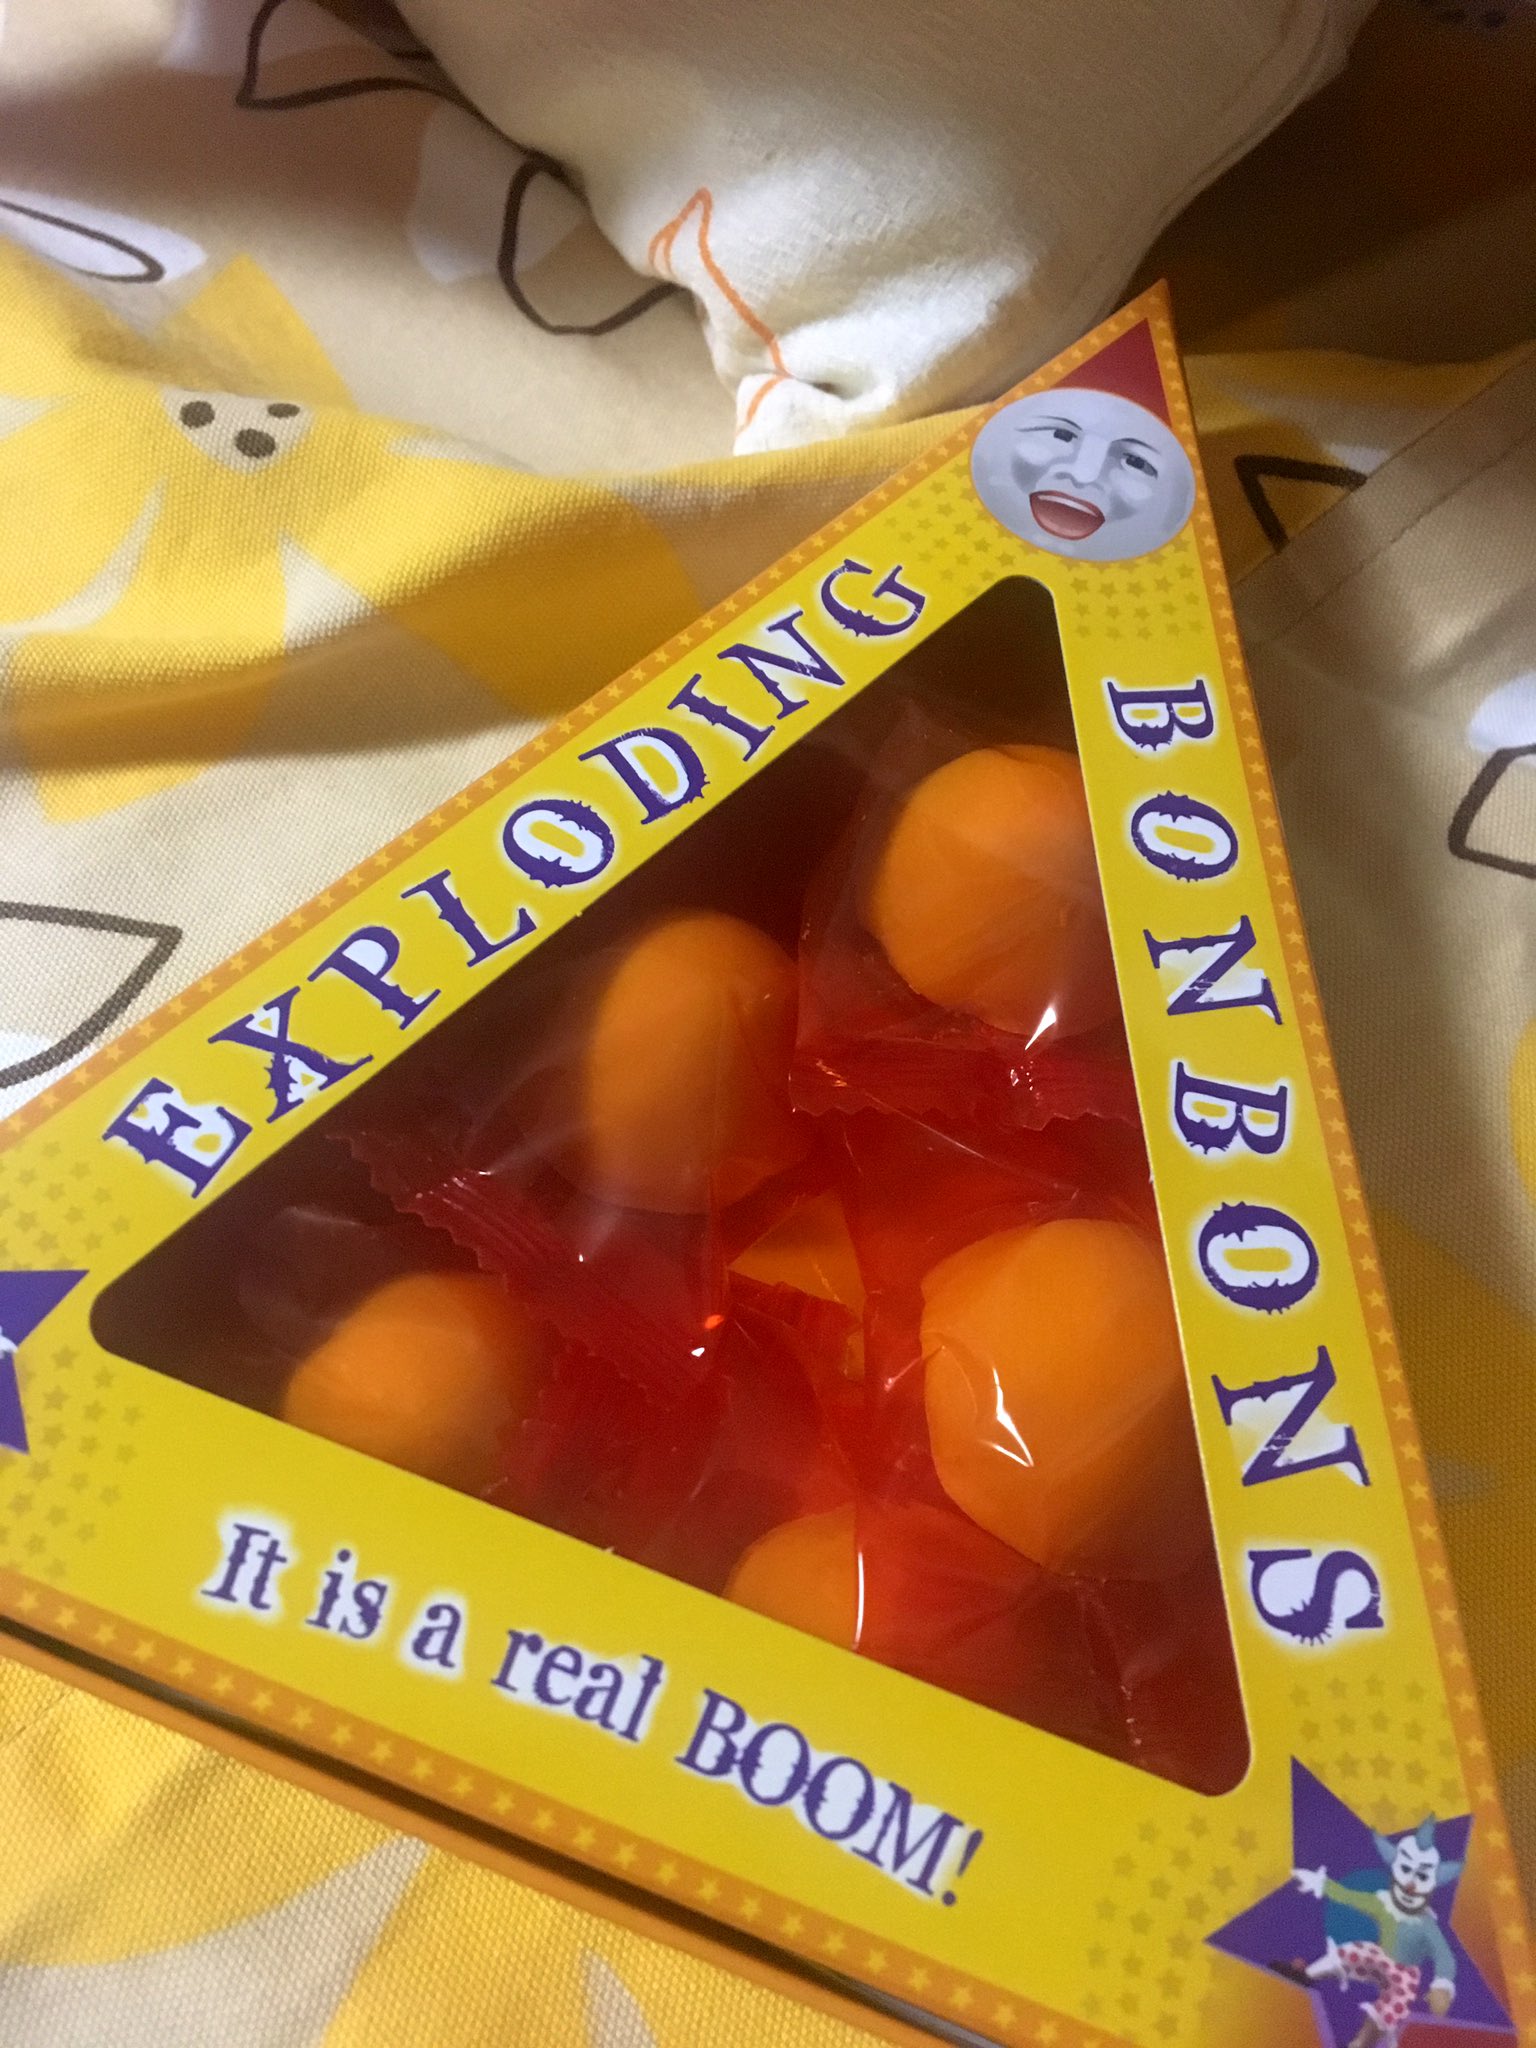 EXPLODING
BONBONS
It is a real BOOM!